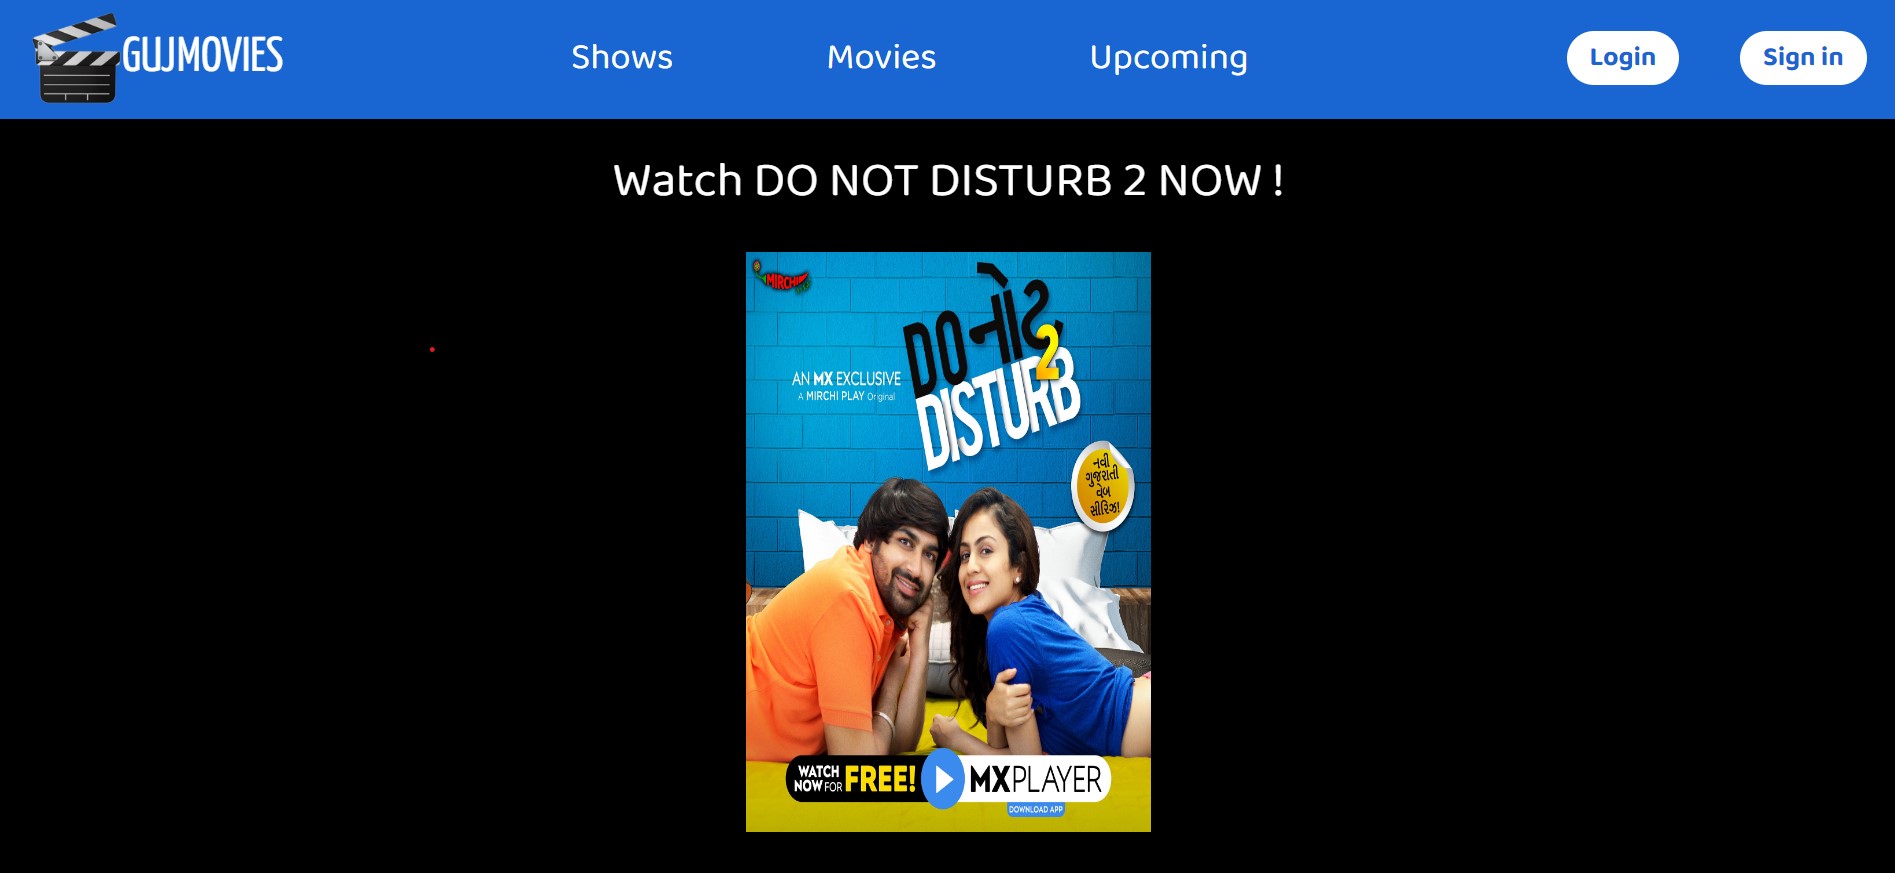 GUJMOVIES
Shows
Movies
Upcoming
Login
Sign in
Watch DO NOT DISTURB 2 NOW !
MIRCHI
DO નોટ
2
DISTURB
AN MX EXCLUSIVE
A MIRCHI PLAY Original
નવી
ગુજરાતી
વેબ
સીરિઝ!
WATCH
NOW FOR FREE!
MXPLAYER
DOWNLOAD APP